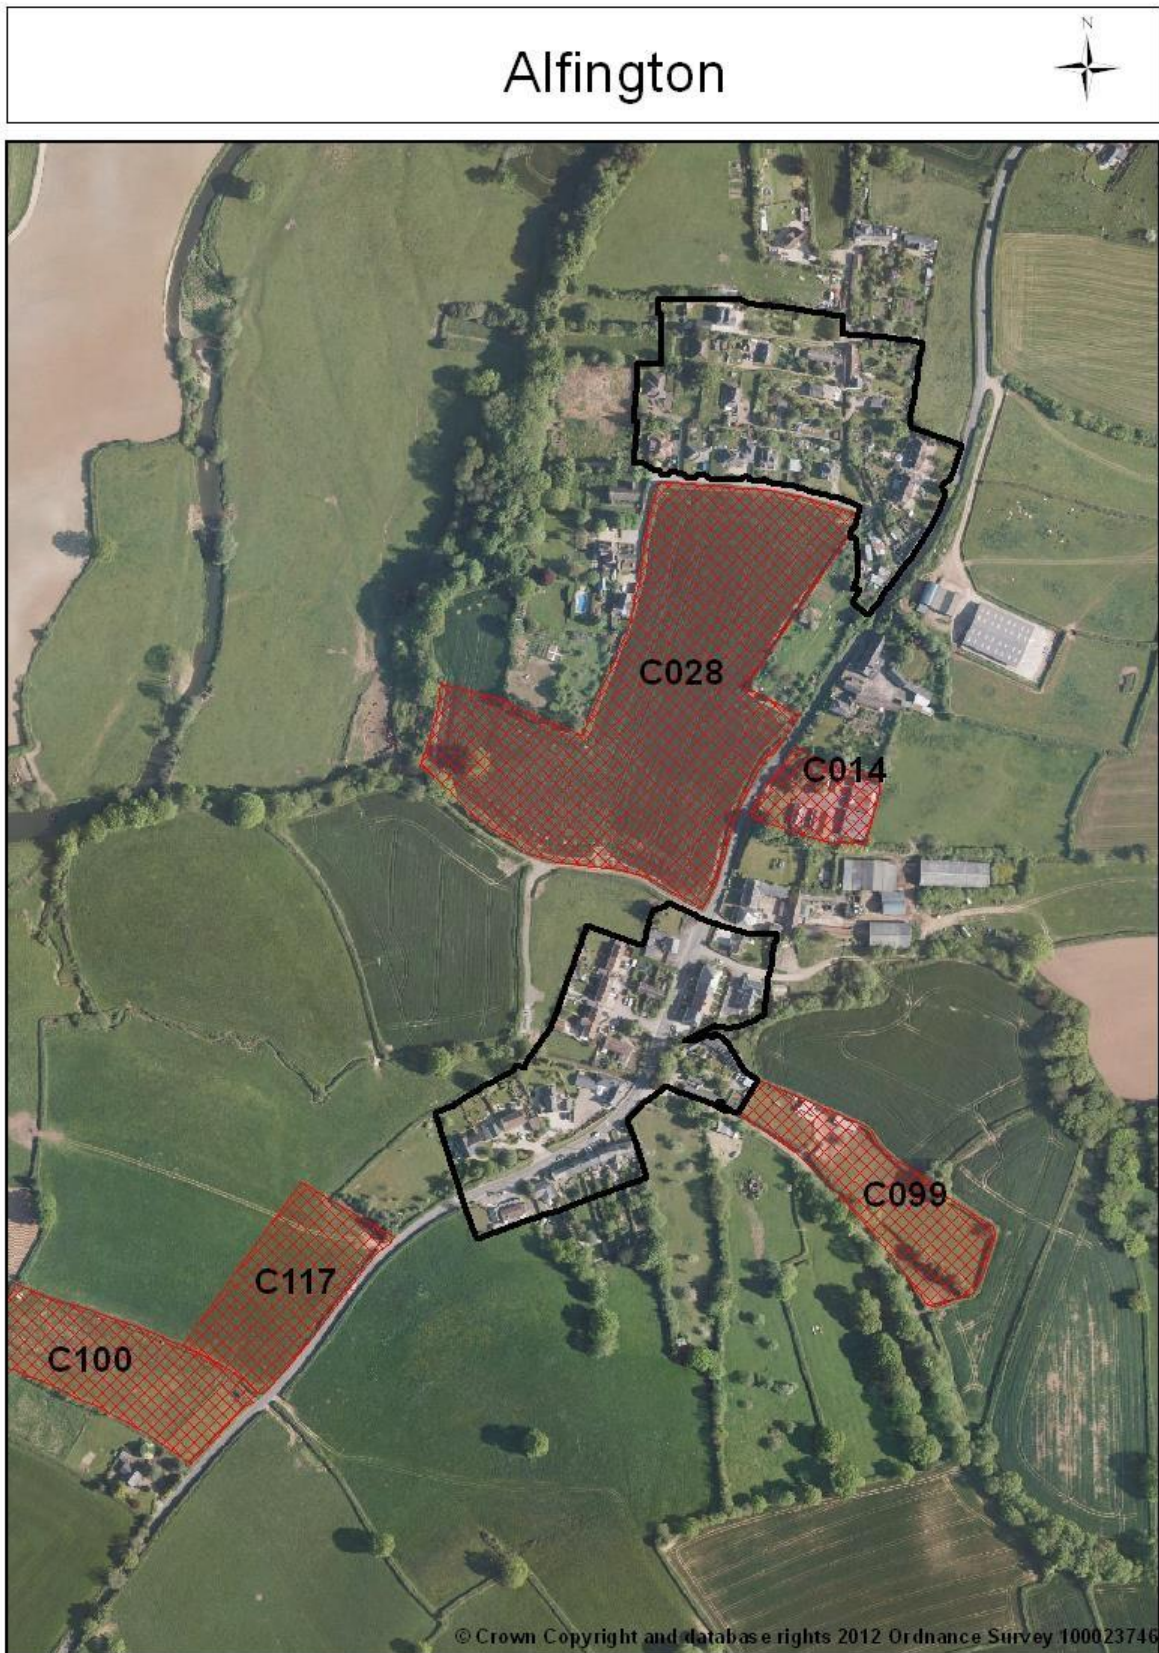 Alfington
N
C028
C014
C099
C117
C100
© Crown Copyright and database rights 2012 Ordnance Survey 100023746